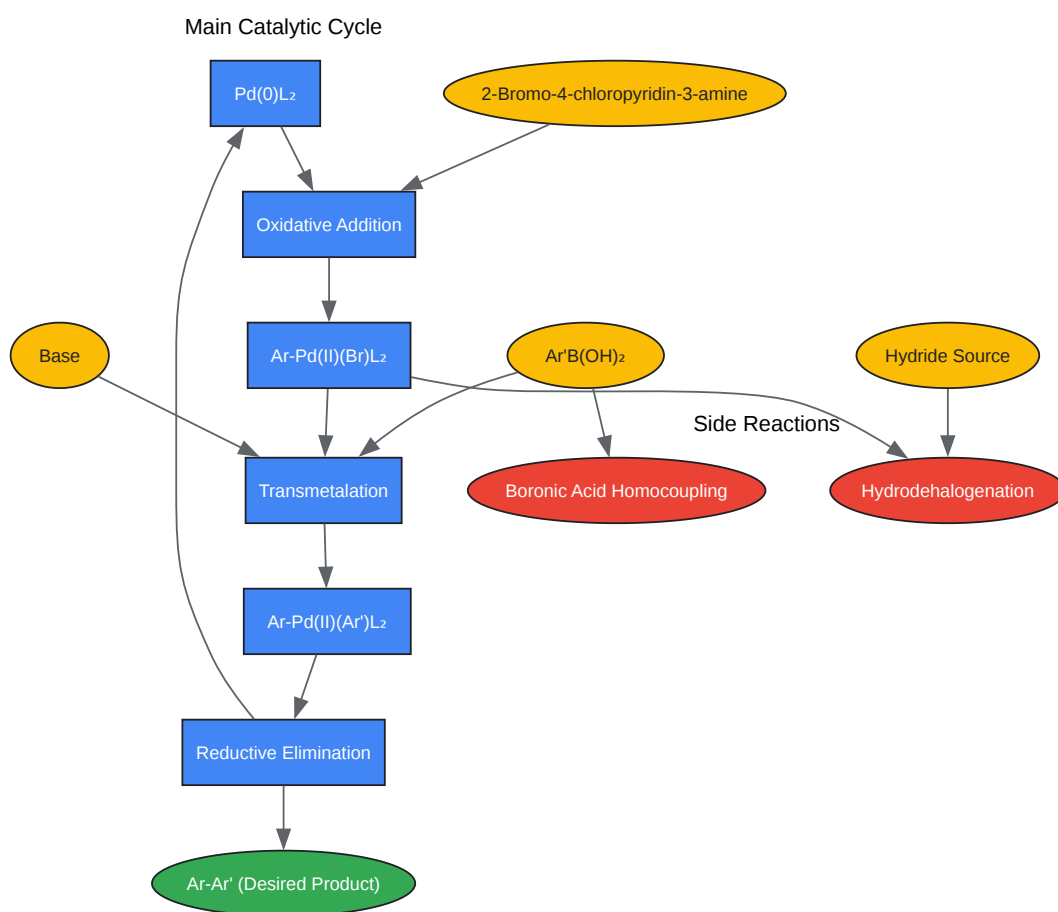 Main Catalytic Cycle
Pd(0)L₂
2-Bromo-4-chloropyridin-3-amine
Oxidative Addition
Base
Ar-Pd(II)(Br)L₂
Ar'B(OH)₂
Hydride Source
Side Reactions
Transmetalation
Boronic Acid Homocoupling
Hydrodehalogenation
Ar-Pd(II)(Ar')L₂
Reductive Elimination
Ar-Ar' (Desired Product)